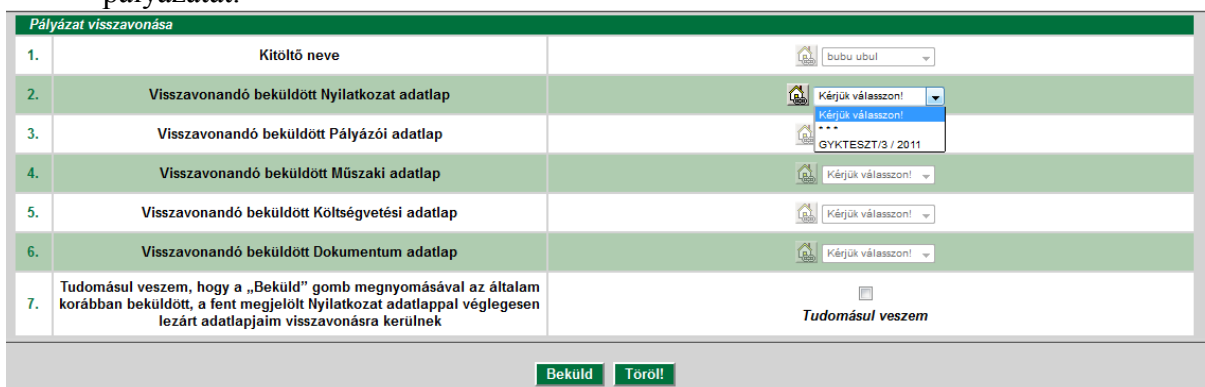 pályázatát.
Pályázat visszavonása
1. Kitöltő neve bubu ubul
2. Visszavonandó beküldött Nyilatkozat adatlap Kérjük válasszon!
Kérjük válasszon!
3. Visszavonandó beküldött Pályázói adatlap
- - -
GYKTESZT/3 / 2011
4. Visszavonandó beküldött Műszaki adatlap Kérjük válasszon!
5. Visszavonandó beküldött Költségvetési adatlap Kérjük válasszon!
6. Visszavonandó beküldött Dokumentum adatlap Kérjük válasszon!
7. Tudomásul veszem, hogy a „Beküld” gomb megnyomásával az általam
korábban beküldött, a fent megjelölt Nyilatkozat adatlappal véglegesen
lezárt adatlapjaim visszavonásra kerülnek
Tudomásul veszem
Beküld Töröl!